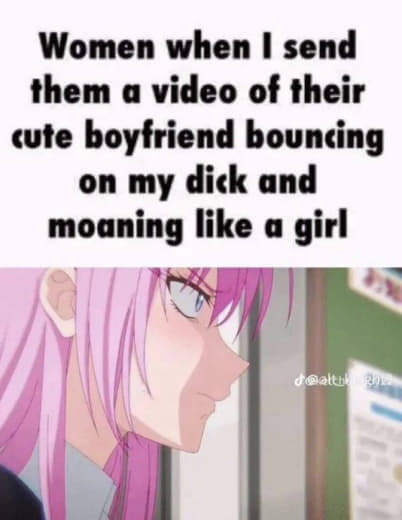 Women when I send
them a video of their
cute boyfriend bouncing
on my dick and
moaning like a girl